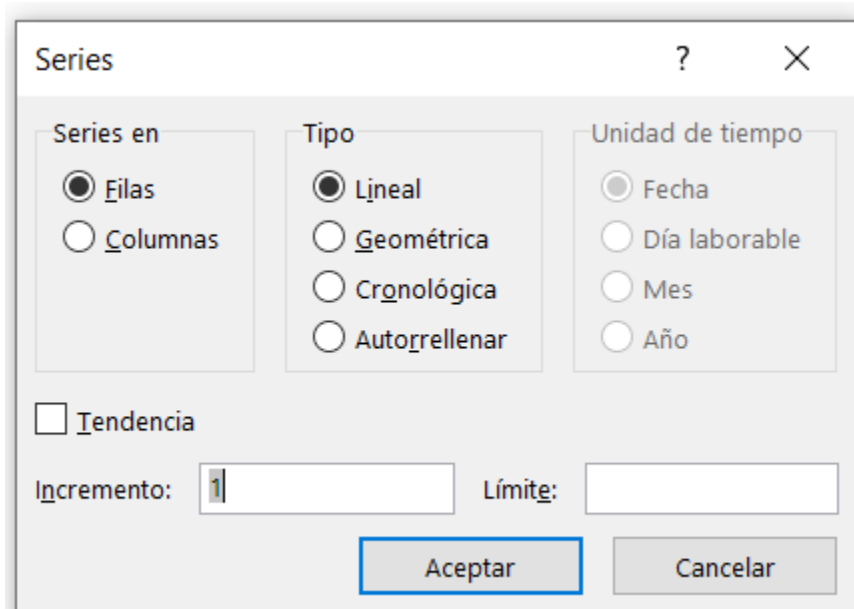 Series ?
Series en
Filas
Columnas
Tipo
Lineal
Geométrica
Cronológica
Autorrellenar
Unidad de tiempo
Fecha
Día laborable
Mes
Año
Tendencia
Incremento: 1 Límite:
Aceptar Cancelar